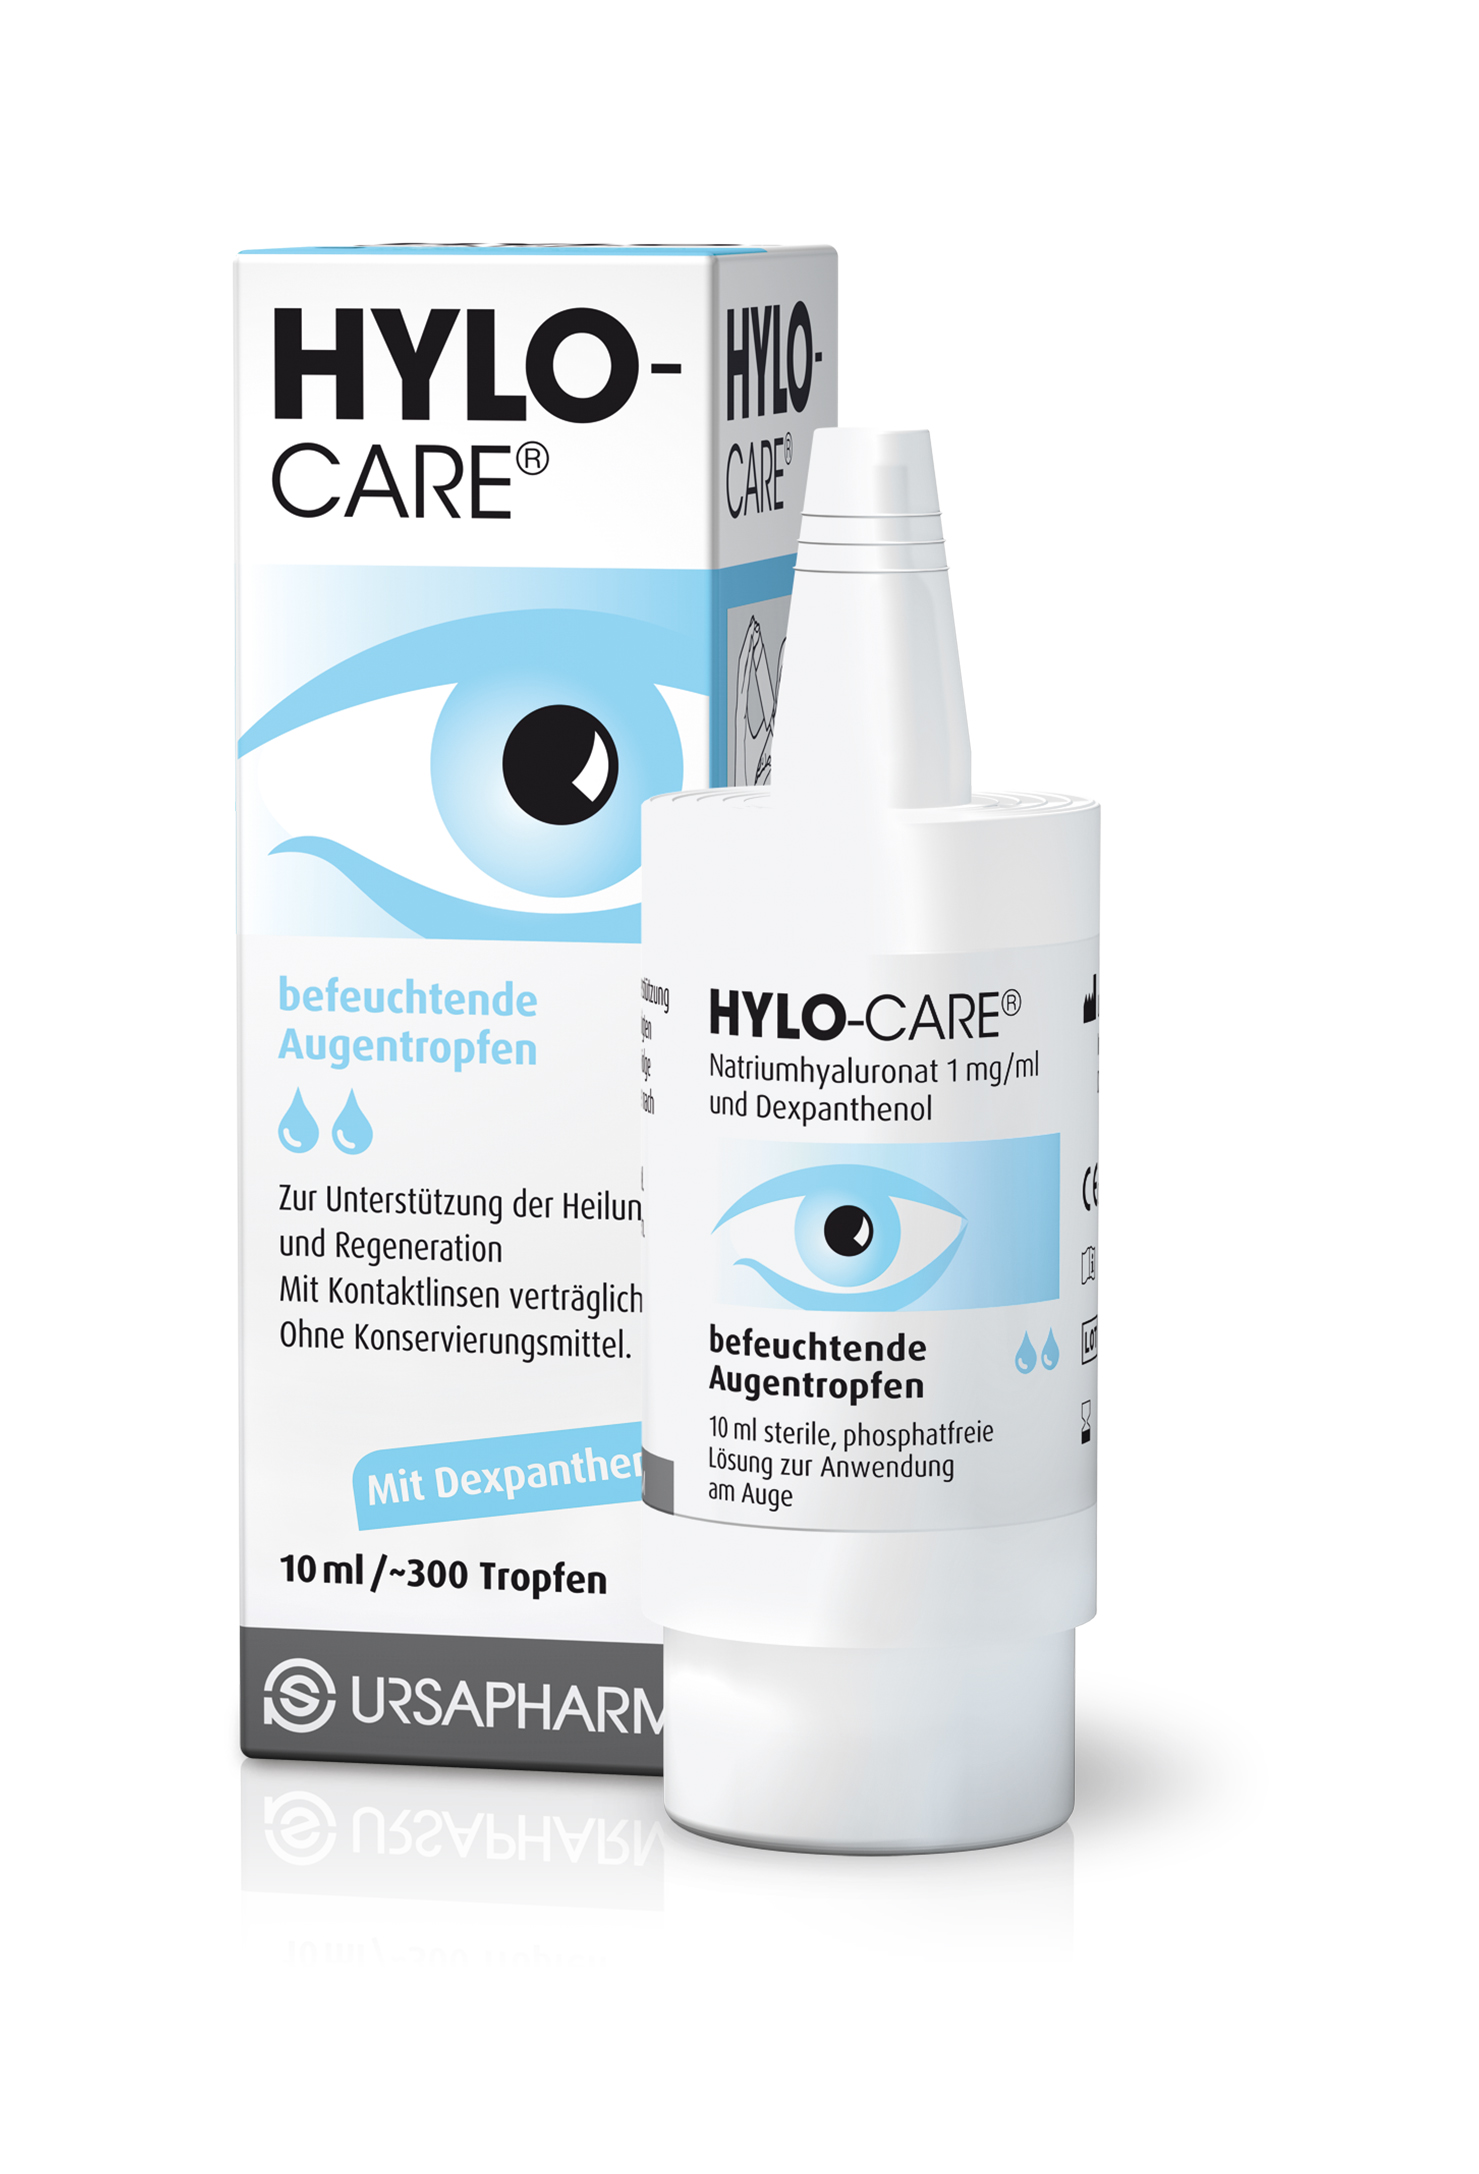 HYLO-
CARE®
befeuchtende
Augentropfen
Zur Unterstützung der
und Regeneration
Mit Kontaktlinsen verträglich
Ohne Konservierungsmittel.
Mit
10 ml / ~300 Tropfen
URSAPHARM
HYLO-
CARE®
HYLO-CARE®
Natriumhyaluronat 1 mg/ml
und Dexpanthenol
befeuchtende
Augentropfen
10 ml sterile, phosphatfreie
Lösung zur Anwendung
am Auge
CE
LOT